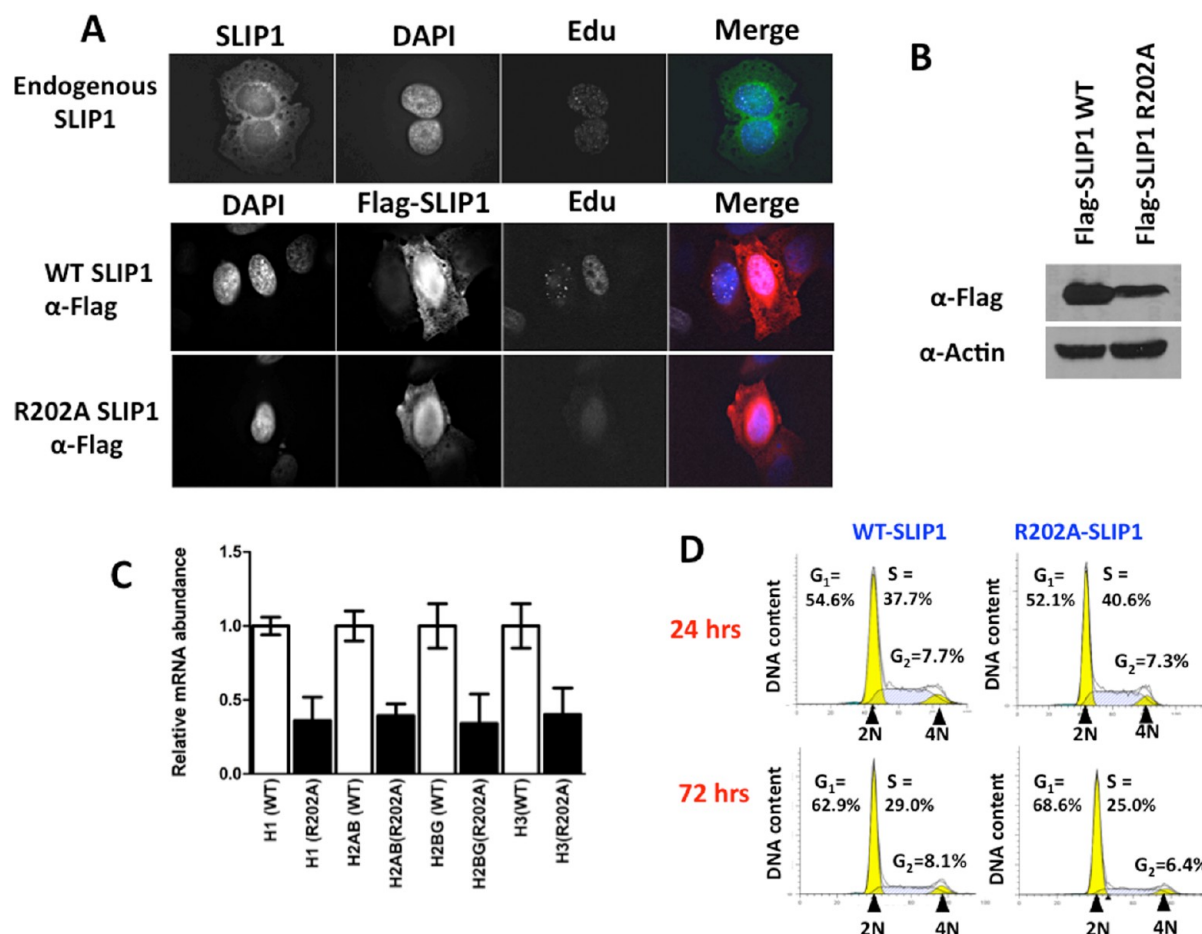 A
SLIP1 DAPI Edu Merge
Endogenous
SLIP1
DAPI Flag-SLIP1 Edu Merge
WT SLIP1
α-Flag
R202A SLIP1
α-Flag
B
Flag-SLIP1 WT
Flag-SLIP1 R202A
α-Flag
α-Actin
C
Relative mRNA abundance
1.5
1.0
0.5
0.0
H1 (WT)
H1 (R202A)
H2AB (WT)
H2AB(R202A)
H2BG (WT)
H2BG(R202A)
H3(WT)
H3(R202A)
D
WT-SLIP1 R202A-SLIP1
24 hrs
DNA content
G1=
54.6%
S =
37.7%
G2=7.7%
2N 4N
DNA content
G1=
52.1%
S =
40.6%
G2=7.3%
2N 4N
72 hrs
DNA content
G1=
62.9%
S =
29.0%
G2=8.1%
2N 4N
DNA content
G1=
68.6%
S =
25.0%
G2=6.4%
2N 4N